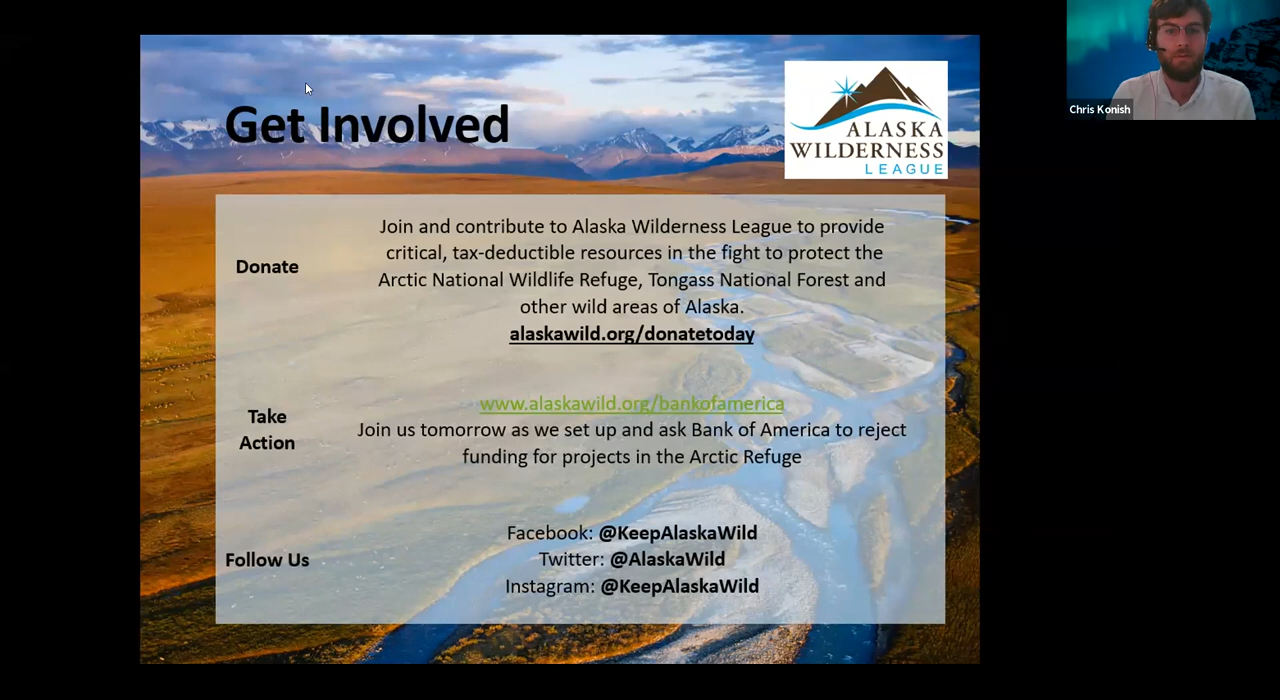 Get Involved
ALASKA
WILDERNESS
LEAGUE
Chris Konish
Donate
Join and contribute to Alaska Wilderness League to provide
critical, tax-deductible resources in the fight to protect the
Arctic National Wildlife Refuge, Tongass National Forest and
other wild areas of Alaska.
alaskawild.org/donatetoday
Take
Action
www.alaskawild.org/bankofamerica
Join us tomorrow as we set up and ask Bank of America to reject
funding for projects in the Arctic Refuge
Follow Us
Facebook: @KeepAlaskaWild
Twitter: @AlaskaWild
Instagram: @KeepAlaskaWild